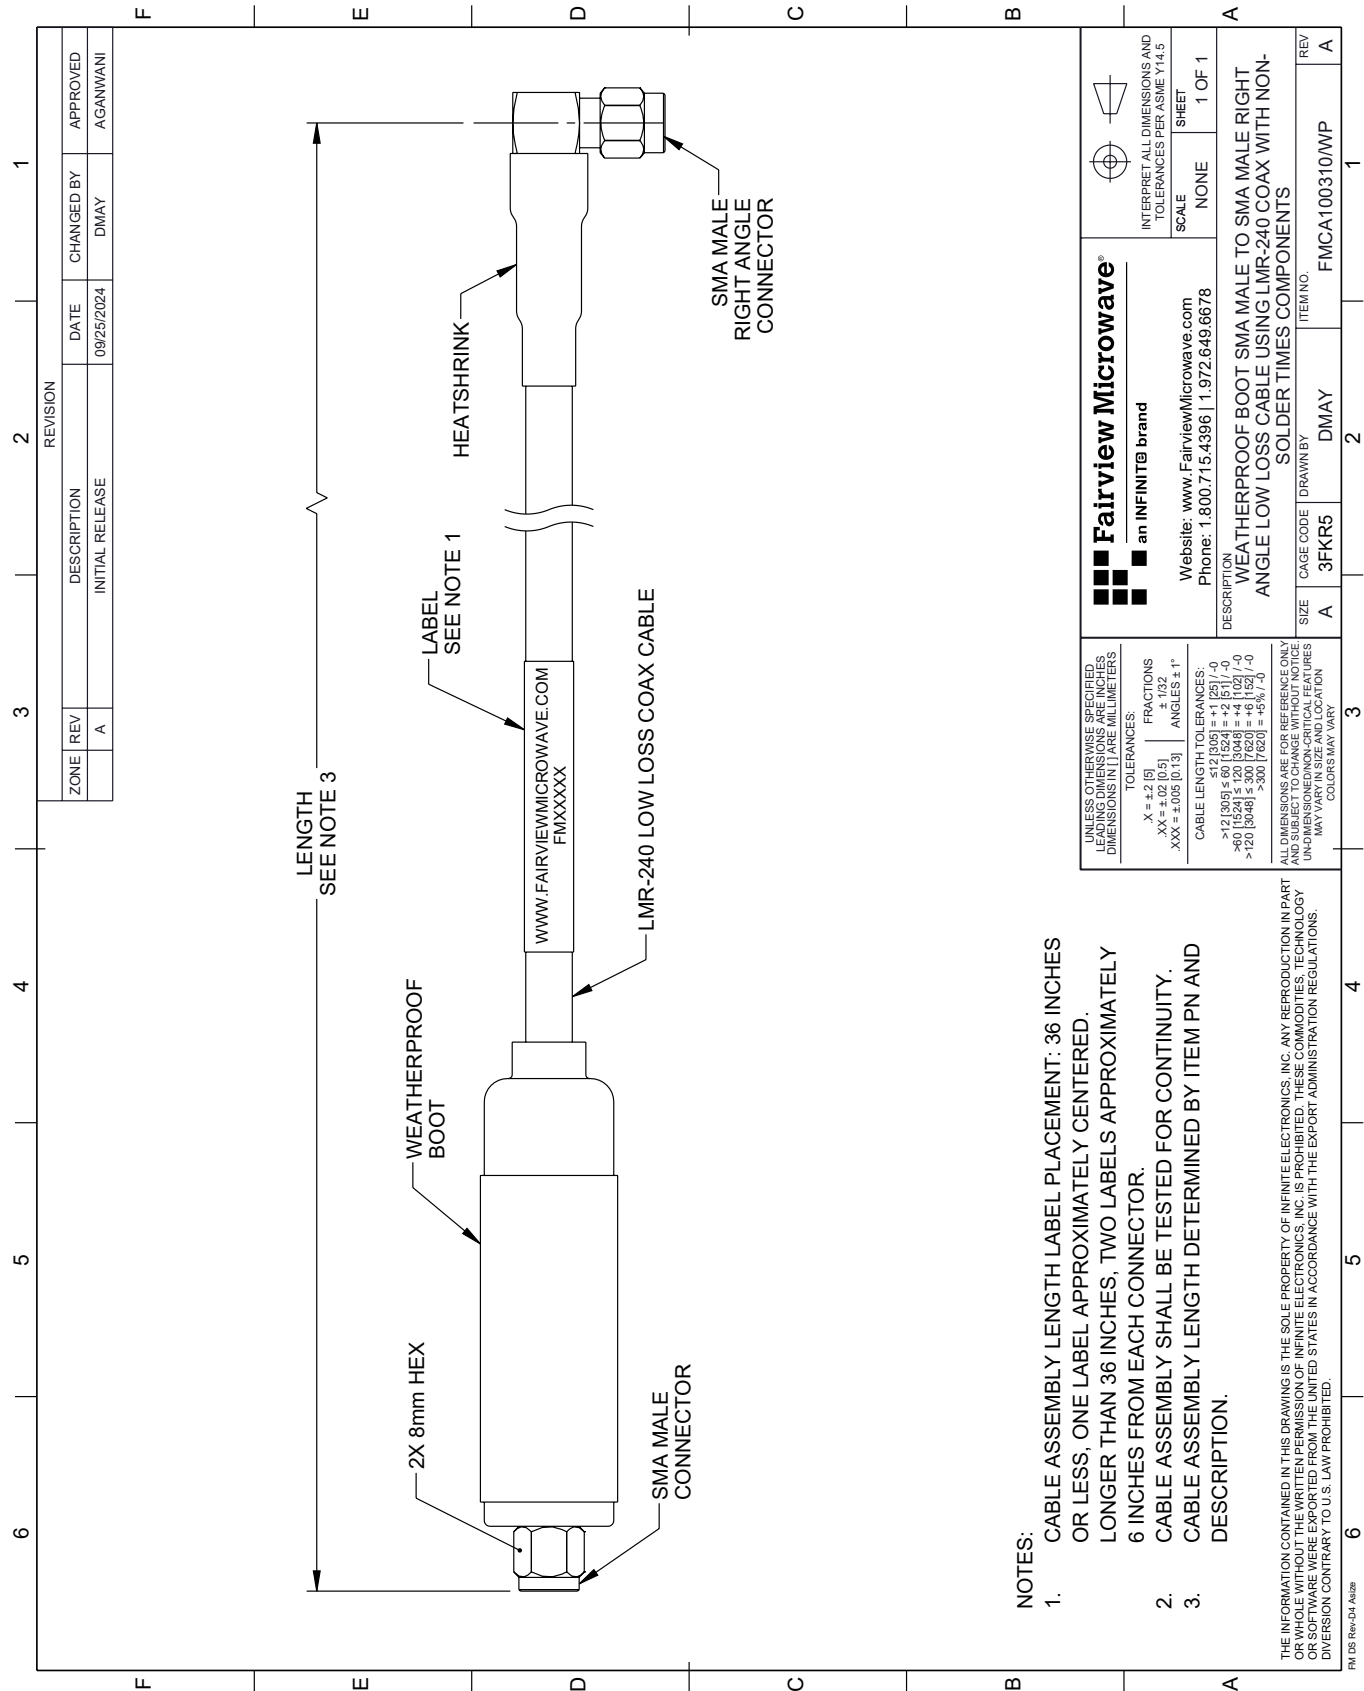 6
5
4
3
2
1
F
E
D
C
B
A
REVISION
ZONE REV DESCRIPTION DATE CHANGED BY APPROVED
A INITIAL RELEASE 09/25/2024 DMAY AGANWANI
LENGTH
SEE NOTE 3
2X 8mm HEX
WEATHERPROOF
BOOT
LABEL
SEE NOTE 1
HEATSHRINK
WWW.FAIRVIEWMICROWAVE.COM
FMXXXXX
SMA MALE
CONNECTOR
LMR-240 LOW LOSS COAX CABLE
SMA MALE
RIGHT ANGLE
CONNECTOR
NOTES:
1. CABLE ASSEMBLY LENGTH LABEL PLACEMENT: 36 INCHES
OR LESS, ONE LABEL APPROXIMATELY CENTERED.
LONGER THAN 36 INCHES, TWO LABELS APPROXIMATELY
6 INCHES FROM EACH CONNECTOR.
2. CABLE ASSEMBLY SHALL BE TESTED FOR CONTINUITY.
3. CABLE ASSEMBLY LENGTH DETERMINED BY ITEM PN AND
DESCRIPTION.
THE INFORMATION CONTAINED IN THIS DRAWING IS THE SOLE PROPERTY OF INFINITE ELECTRONICS, INC. ANY REPRODUCTION IN PART
OR WHOLE WITHOUT THE WRITTEN PERMISSION OF INFINITE ELECTRONICS, INC. IS PROHIBITED. THESE COMMODITIES, TECHNOLOGY
OR SOFTWARE WERE EXPORTED FROM THE UNITED STATES IN ACCORDANCE WITH THE EXPORT ADMINISTRATION REGULATIONS.
DIVERSION CONTRARY TO U.S. LAW PROHIBITED.
UNLESS OTHERWISE SPECIFIED
LEADING DIMENSIONS ARE INCHES
DIMENSIONS IN [ ] ARE MILLIMETERS
TOLERANCES:
.X = ±.2 [5] FRACTIONS
.XX = ±.02 [0.5] ± 1/32
.XXX = ±.005 [0.13] ANGLES ± 1°
CABLE LENGTH TOLERANCES:
≤12 [305] = +1 [25] / -0
>12 [305] ≤ 60 [1524] = +2 [51] / -0
>60 [1524] ≤ 120 [3048] = +4 [102] / -0
>120 [3048] ≤ 300 [7620] = +6 [152] / -0
>300 [7620] = +5% / -0
ALL DIMENSIONS ARE FOR REFERENCE ONLY
AND SUBJECT TO CHANGE WITHOUT NOTICE.
UN-DIMENSIONED/NON-CRITICAL FEATURES
MAY VARY IN SIZE AND LOCATION
COLORS MAY VARY
Fairview Microwave®
an INFINIT@ brand
Website: www.FairviewMicrowave.com
Phone: 1.800.715.4396 | 1.972.649.6678
INTERPRET ALL DIMENSIONS AND
TOLERANCES PER ASME Y14.5
SCALE NONE
SHEET 1 OF 1
DESCRIPTION
WEATHERPROOF BOOT SMA MALE TO SMA MALE RIGHT
ANGLE LOW LOSS CABLE USING LMR-240 COAX WITH NON-
SOLDER TIMES COMPONENTS
SIZE A
CAGE CODE 3FKR5
DRAWN BY DMAY
ITEM NO. FMCA100310/WP
REV A
6
5
4
3
2
1
F
E
D
C
B
A
FM DS Rev-D4 Asize